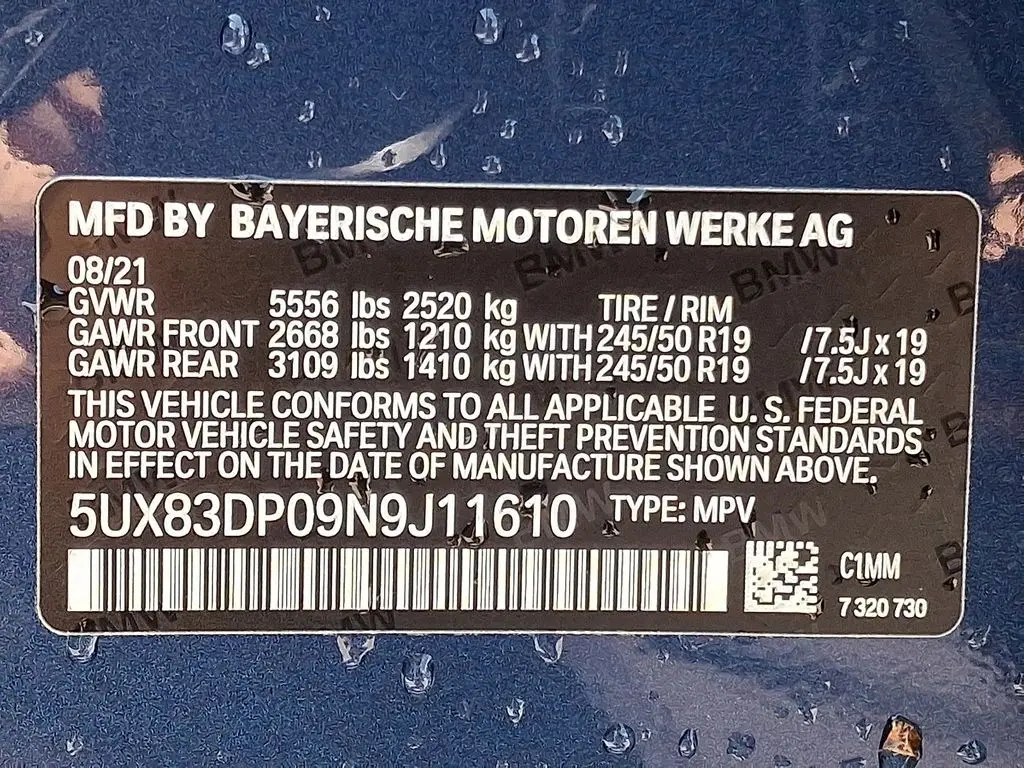 MFD BY BAYERISCHE MOTOREN WERKE AG
08/21
GVWR 5556 lbs 2520 kg TIRE / RIM
GAWR FRONT 2668 lbs 1210 kg WITH 245/50 R19 /7.5J x 19
GAWR REAR 3109 lbs 1410 kg WITH 245/50 R19 /7.5J x 19
THIS VEHICLE CONFORMS TO ALL APPLICABLE U. S. FEDERAL
MOTOR VEHICLE SAFETY AND THEFT PREVENTION STANDARDS
IN EFFECT ON THE DATE OF MANUFACTURE SHOWN ABOVE.
5UX83DP09N9J11610 TYPE: MPV
C1MM
7 320 730